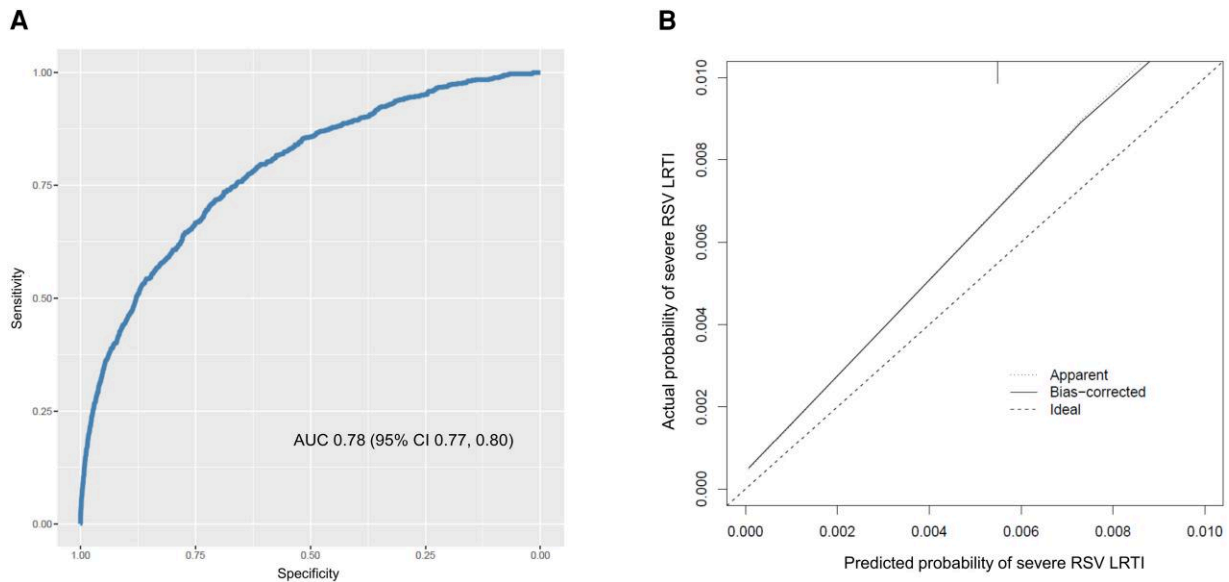 A
1.00
0.75
0.50
0.25
0.00
Sensitivity
AUC 0.78 (95% CI 0.77, 0.80)
1.00 0.75 0.50 0.25 0.00
Specificity
B
0.010
0.008
0.006
0.004
0.002
0.000
Actual probability of severe RSV LRTI
Apparent
Bias-corrected
Ideal
0.000 0.002 0.004 0.006 0.008 0.010
Predicted probability of severe RSV LRTI